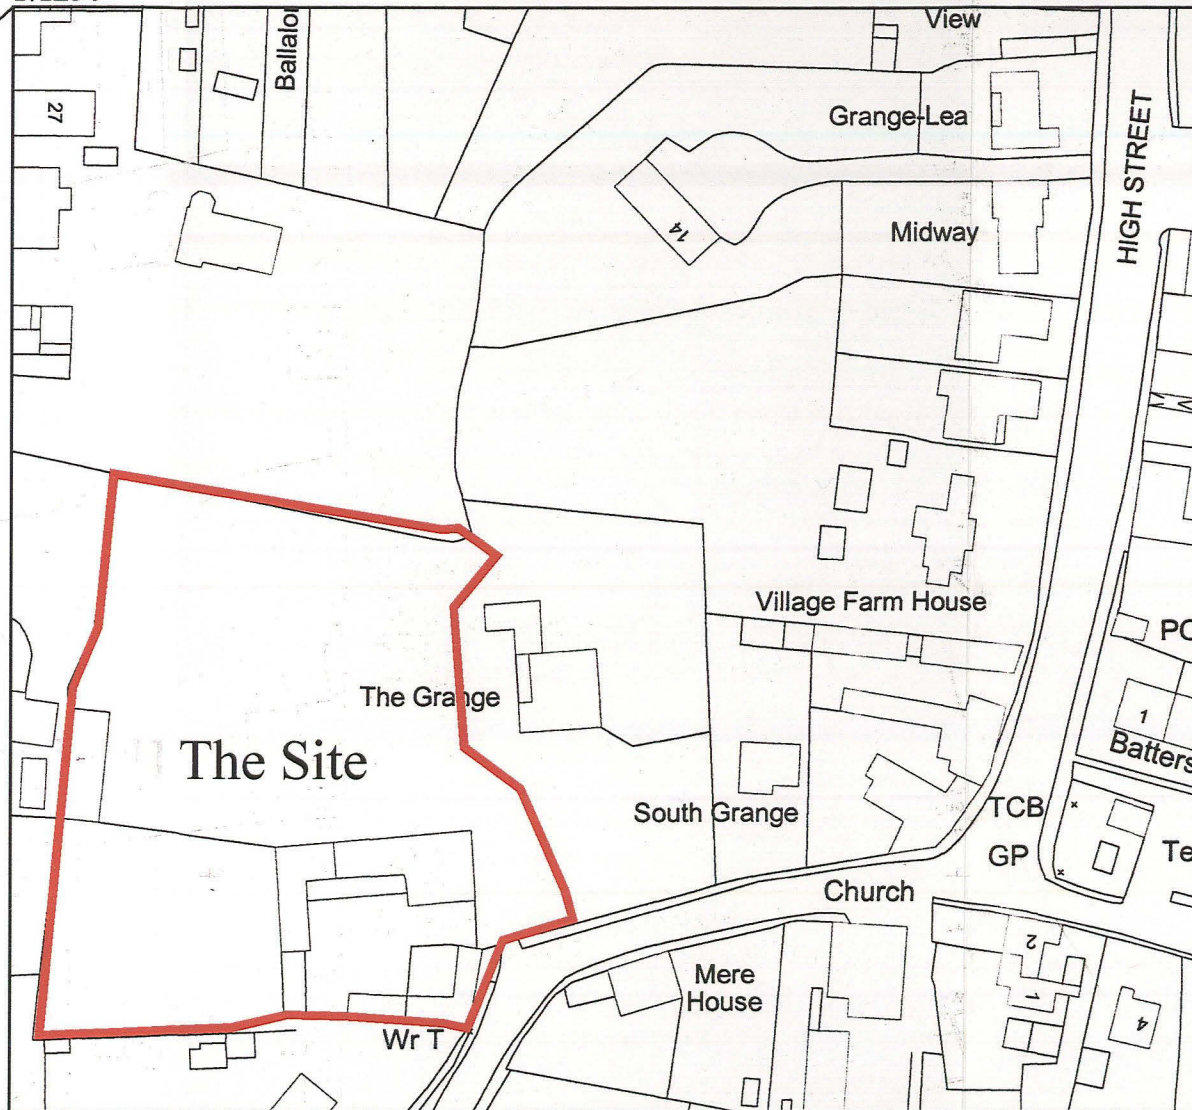 View
Ballalo
27
Grange-Lea
HIGH STREET
14
Midway
Village Farm House
PO
The Grange
1
The Site
Batters
South Grange
TCB
GP
Te
Church
2
Mere
House
1
4
Wr T